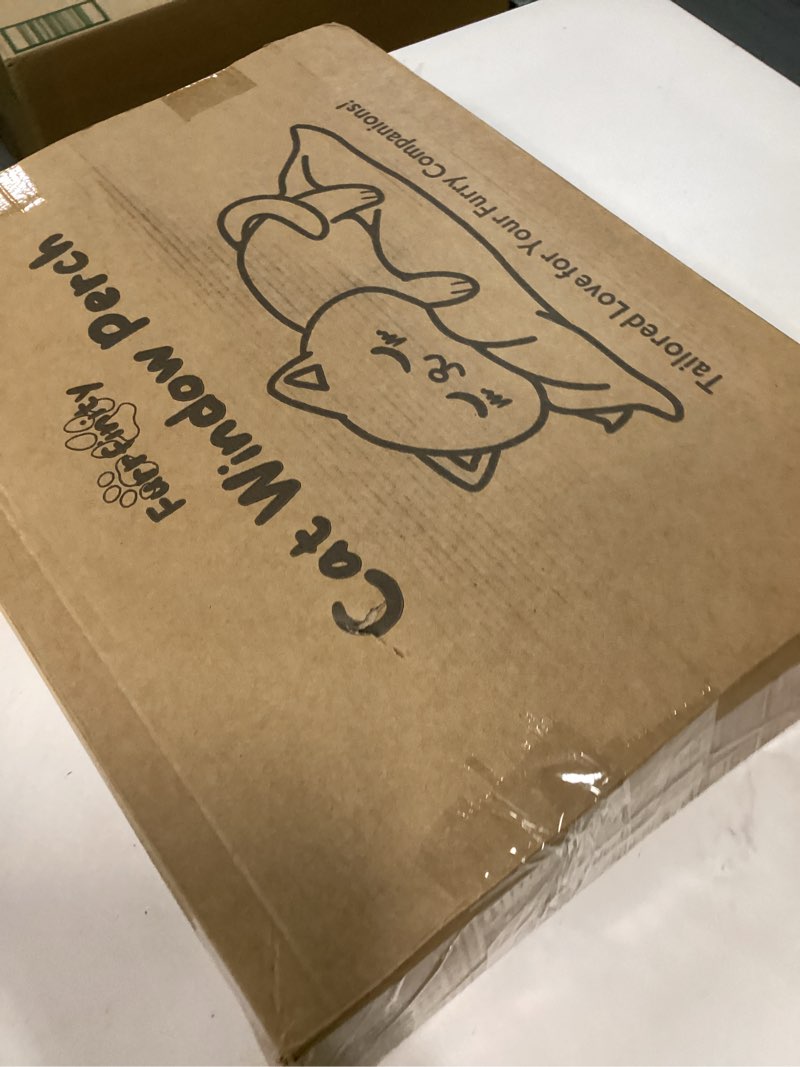 Cat Window Perch
Tailored Love for Your Furry Companions!